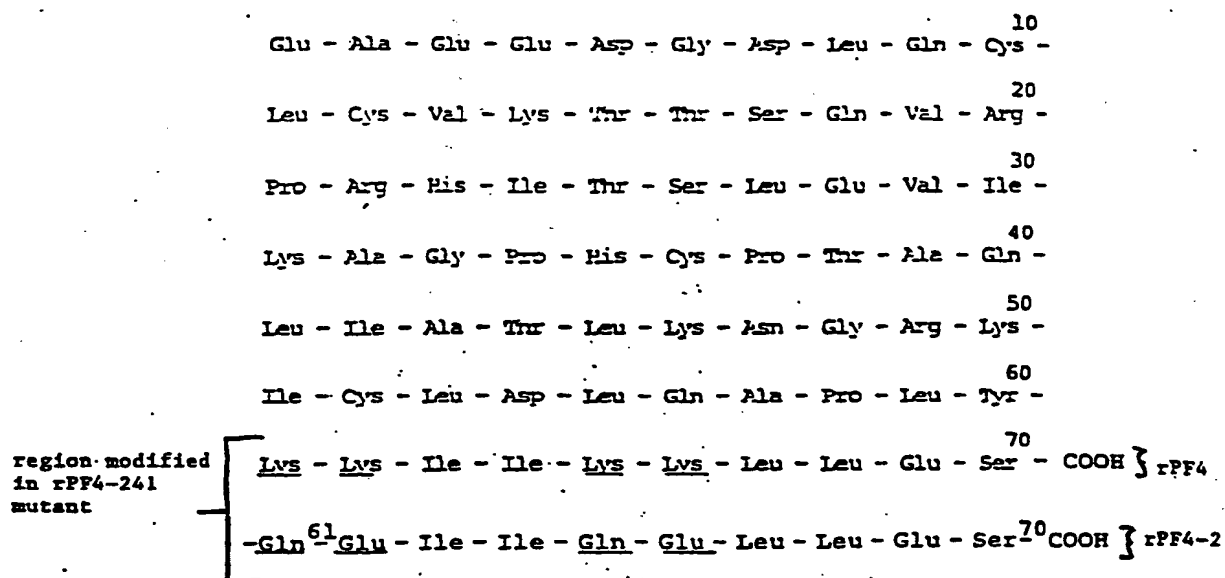 10
Glu - Ala - Glu - Glu - Asp - Gly - Asp - Leu - Gln - Cys -
20
Leu - Cys - Val - Lys - Thr - Thr - Ser - Gln - Val - Arg -
30
Pro - Arg - His - Ile - Thr - Ser - Leu - Glu - Val - Ile -
40
Lys - Ala - Gly - Pro - His - Cys - Pro - Thr - Ala - Gln -
50
Leu - Ile - Ala - Thr - Leu - Lys - Asn - Gly - Arg - Lys -
60
Ile - Cys - Leu - Asp - Leu - Gln - Ala - Pro - Leu - Tyr -
70
region modified
in rPF4-241
mutant
Lys - Lys - Ile - Ile - Lys - Lys - Leu - Leu - Glu - Ser - COOH } rPF4
-Gln-61Glu - Ile - Ile - Gln - Glu - Leu - Leu - Glu - Ser-70COOH } rPF4-2